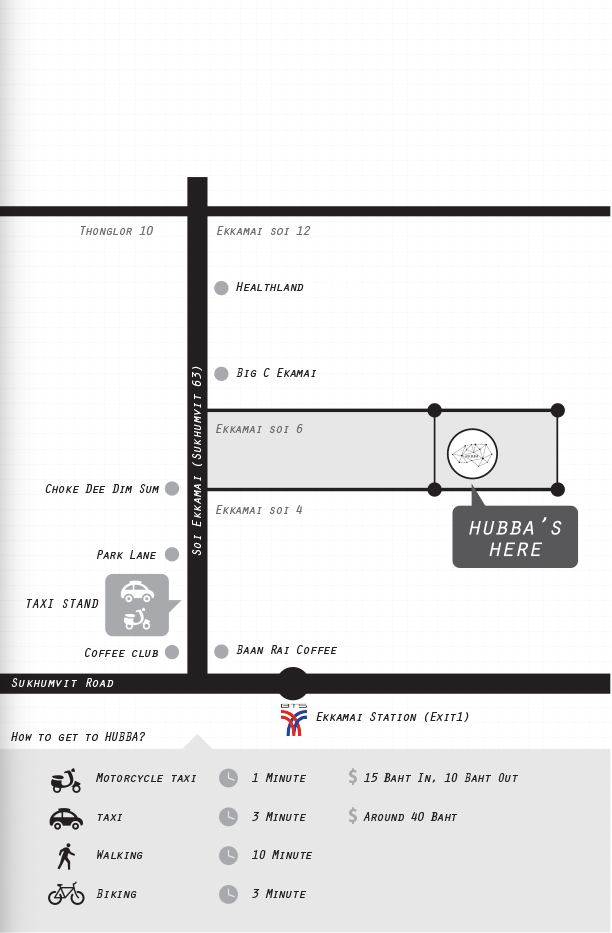 Thonglor 10
Ekkamai soi 12
Healthland
Big C Ekamai
Soi Ekkamai (Sukhumvit 63)
Ekkamai soi 6
Choke Dee Dim Sum
Ekkamai soi 4
HUBBA'S
HERE
Park Lane
TAXI STAND
Coffee club
Baan Rai Coffee
Sukhumvit Road
BTS
Ekkamai Station (Exit1)
How to get to HUBBA?
Motorcycle taxi 1 Minute $ 15 Baht In, 10 Baht Out
taxi 3 Minute $ Around 40 Baht
Walking 10 Minute
Biking 3 Minute